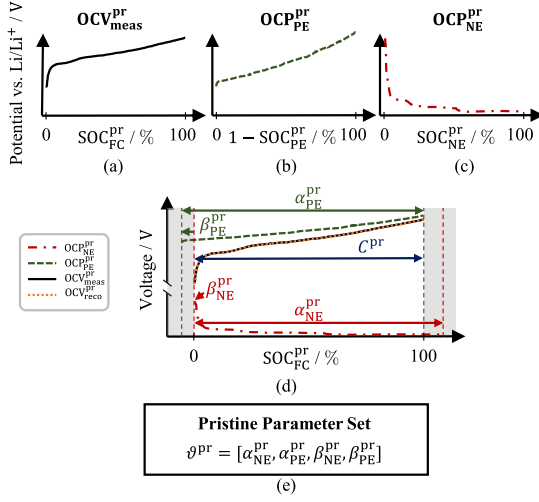 OCV^pr_meas
OCP^pr_PE
OCP^pr_NE
Potential vs. Li/Li⁺ / V
0 100
SOC^pr_FC / %
(a)
0 100
1 − SOC^pr_PE / %
(b)
0 100
SOC^pr_NE / %
(c)
OCP^pr_NE
OCP^pr_PE
OCV^pr_meas
OCV^pr_reco
Voltage / V
α^pr_PE
β^pr_PE
C^pr
β^pr_NE
α^pr_NE
0 100
SOC^pr_FC / %
(d)
Pristine Parameter Set
ϑ^pr = [α^pr_NE, α^pr_PE, β^pr_NE, β^pr_PE]
(e)